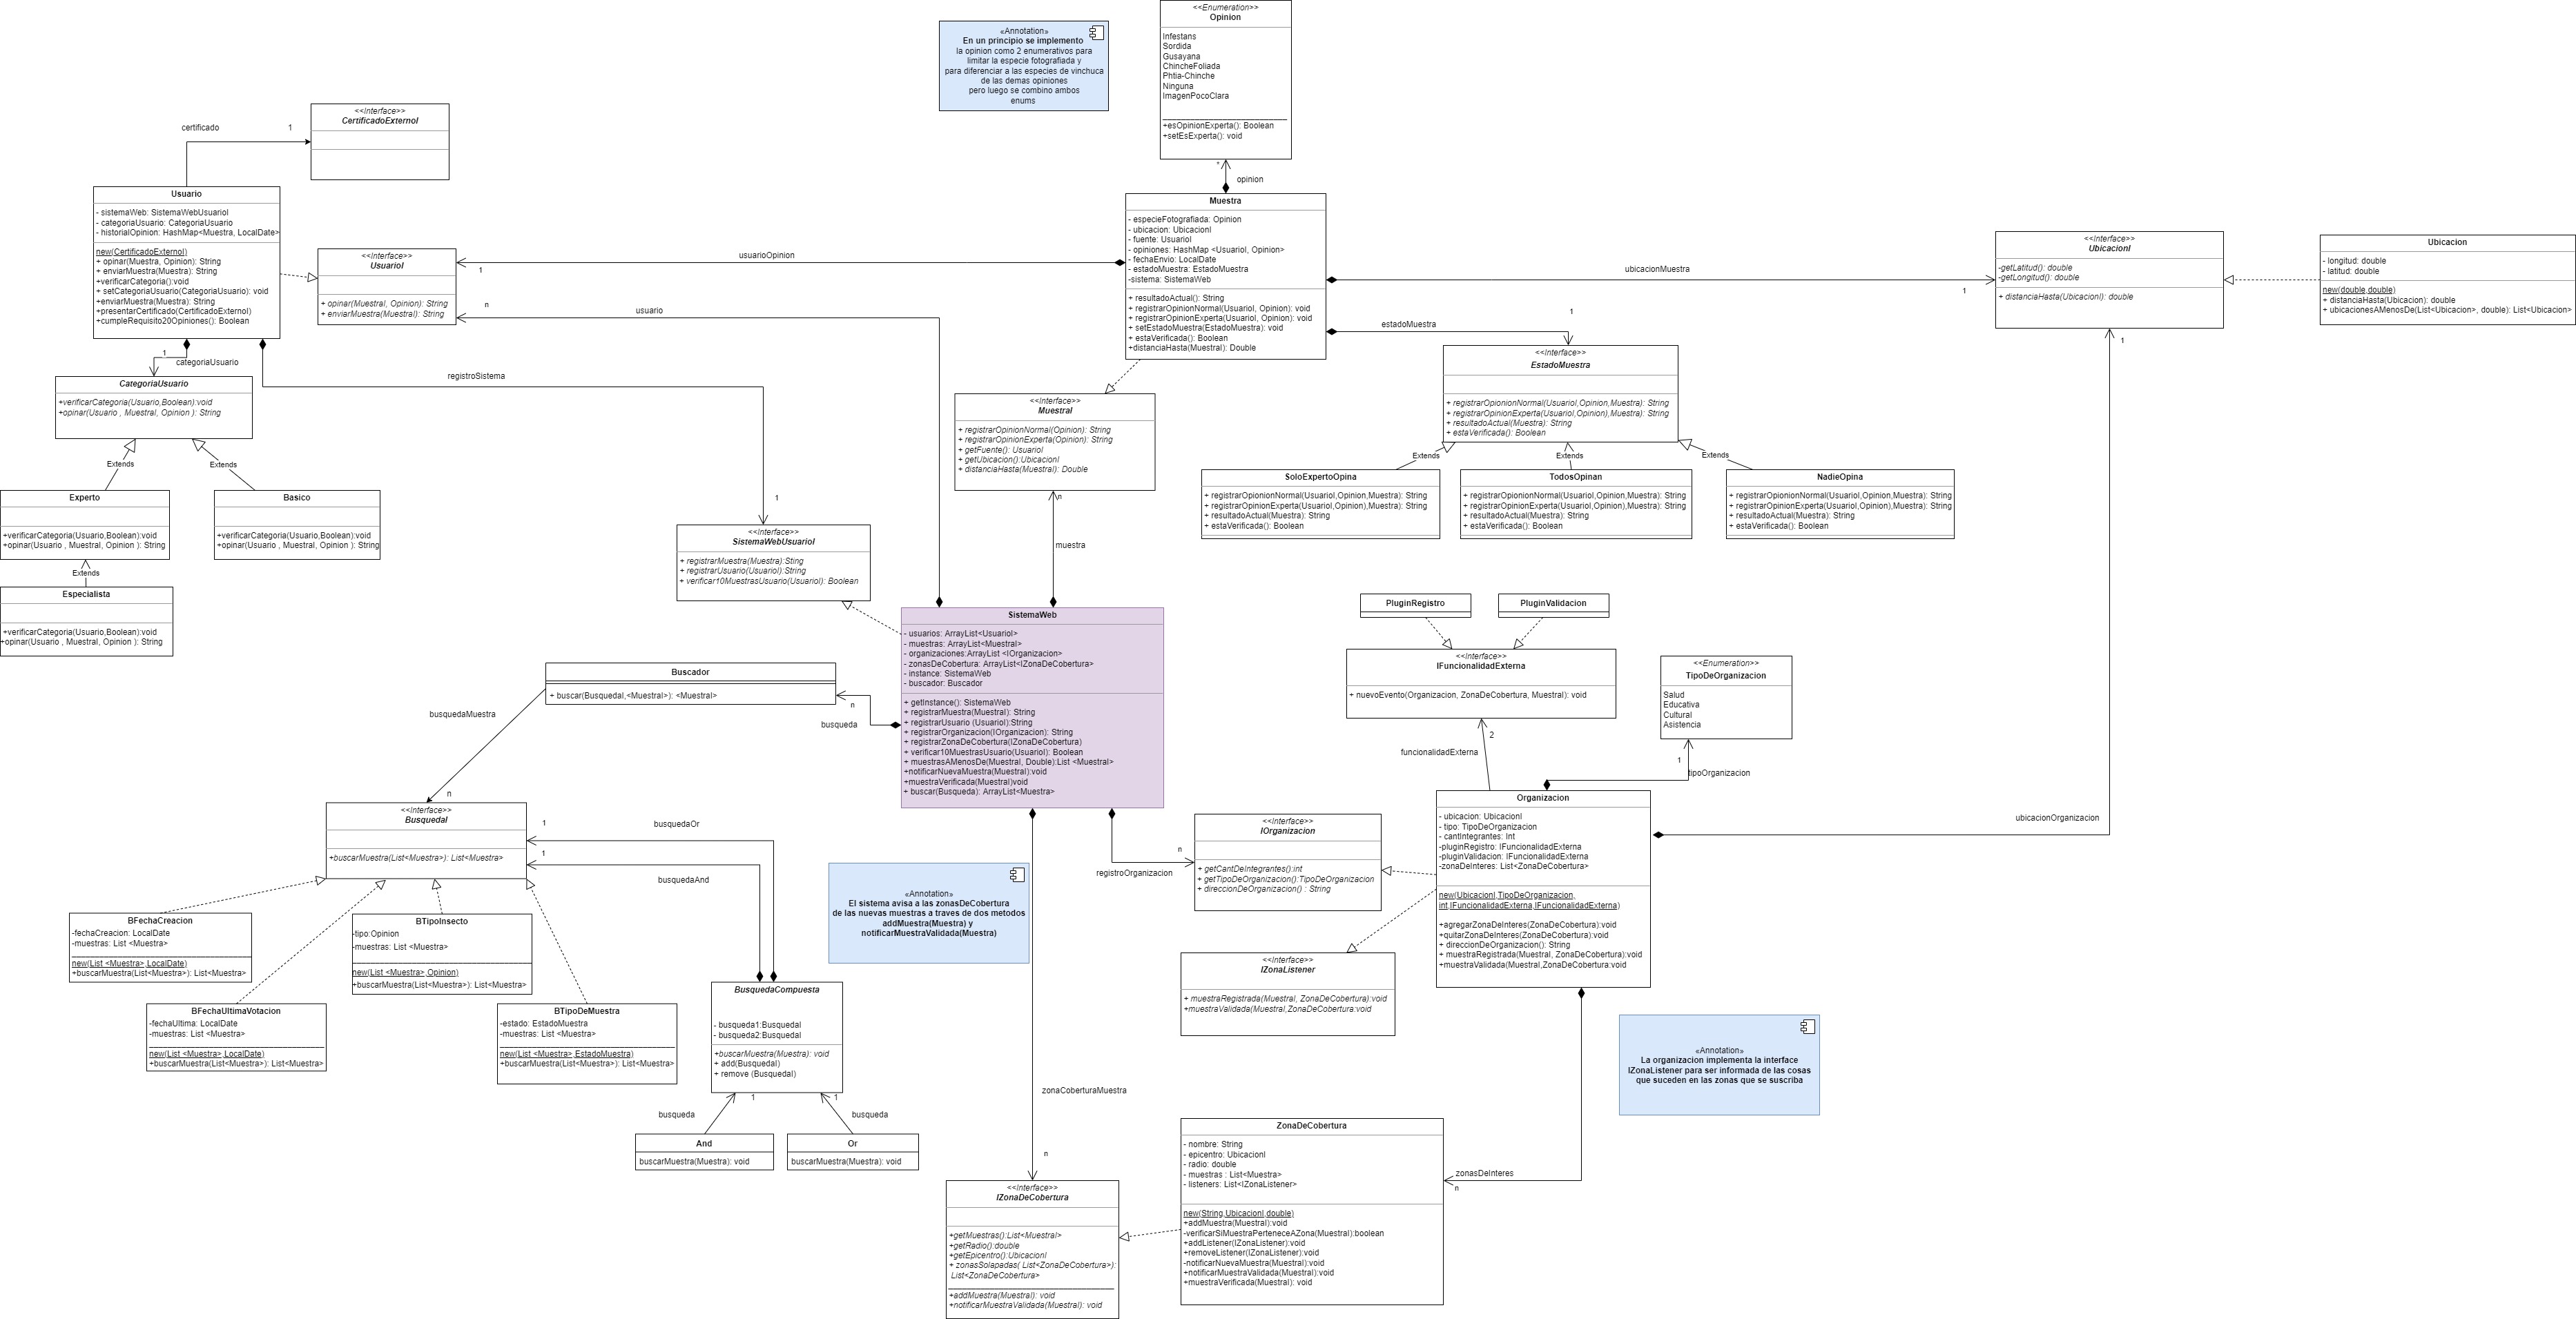 <<Enumeration>>
Opinion
Infestans
Sordida
Gusayana
ChincheFoliada
Phtia-Chinche
Ninguna
ImagenPocoClara
+esOpinionExperta(): Boolean
+setEsExperta(): void
«Annotation»
En un principio se implemento
la opinion como 2 enumerativos para
limitar la especie fotografiada y
para diferenciar a las especies de vinchuca
de las demas opiniones
pero luego se combino ambos
enums
<<Interface>>
CertificadoExternoI
certificado
1
Usuario
- sistemaWeb: SistemaWebUsuarioI
- categoriaUsuario: CategoriaUsuario
- historialOpinion: HashMap<Muestra, LocalDate>
new(CertificadoExternoI)
+ opinar(Muestra, Opinion): String
+ enviarMuestra(Muestra): String
+verificarCategoria():void
+ setCategoriaUsuario(CategoriaUsuario): void
+enviarMuestra(Muestra): String
+presentarCertificado(CertificadoExternoI)
+cumpleRequisito20Opiniones(): Boolean
<<Interface>>
UsuarioI
+ opinar(MuestraI, Opinion): String
+ enviarMuestra(MuestraI): String
usuarioOpinion
1
n
usuario
*
opinion
Muestra
- especieFotografiada: Opinion
- ubicacion: UbicacionI
- fuente: UsuarioI
- opiniones: HashMap <UsuarioI, Opinion>
- fechaEnvio: LocalDate
- estadoMuestra: EstadoMuestra
-sistema: SistemaWeb
+ resultadoActual(): String
+ registrarOpinionNormal(UsuarioI, Opinion): void
+ registrarOpinionExperta(UsuarioI, Opinion): void
+ setEstadoMuestra(EstadoMuestra): void
+ estaVerificada(): Boolean
+distanciaHasta(MuestraI): Double
ubicacionMuestra
1
<<Interface>>
UbicacionI
-getLatitud(): double
-getLongitud(): double
+ distanciaHasta(UbicacionI): double
Ubicacion
- longitud: double
- latitud: double
new(double,double)
+ distanciaHasta(Ubicacion): double
+ ubicacionesAMenosDe(List<Ubicacion>, double): List<Ubicacion>
1
estadoMuestra
1
<<Interface>>
EstadoMuestra
+ registrarOpionionNormal(UsuarioI,Opinion,Muestra): String
+ registrarOpinionExperta(UsuarioI,Opinion),Muestra): String
+ resultadoActual(Muestra): String
+ estaVerificada(): Boolean
Extends
Extends
Extends
SoloExpertoOpina
+ registrarOpionionNormal(UsuarioI,Opinion,Muestra): String
+ registrarOpinionExperta(UsuarioI,Opinion),Muestra): String
+ resultadoActual(Muestra): String
+ estaVerificada(): Boolean
TodosOpinan
+ registrarOpionionNormal(UsuarioI,Opinion,Muestra): String
+ registrarOpinionExperta(UsuarioI,Opinion),Muestra): String
+ resultadoActual(Muestra): String
+ estaVerificada(): Boolean
NadieOpina
+ registrarOpionionNormal(UsuarioI,Opinion,Muestra): String
+ registrarOpinionExperta(UsuarioI,Opinion),Muestra): String
+ resultadoActual(Muestra): String
+ estaVerificada(): Boolean
1
categoriaUsuario
CategoriaUsuario
+verificarCategoria(Usuario,Boolean):void
+opinar(Usuario , MuestraI, Opinion ): String
Extends
Extends
Experto
+verificarCategoria(Usuario,Boolean):void
+opinar(Usuario , MuestraI, Opinion ): String
Basico
+verificarCategoria(Usuario,Boolean):void
+opinar(Usuario , MuestraI, Opinion ): String
Extends
Especialista
+verificarCategoria(Usuario,Boolean):void
+opinar(Usuario , MuestraI, Opinion ): String
registroSistema
1
<<Interface>>
SistemaWebUsuarioI
+ registrarMuestra(Muestra):Sting
+ registrarUsuario(UsuarioI):String
+ verificar10MuestrasUsuario(UsuarioI): Boolean
<<Interface>>
MuestraI
+ registrarOpinionNormal(Opinion): String
+ registrarOpinionExperta(Opinion): String
+ getFuente(): UsuarioI
+ getUbicacion():UbicacionI
+ distanciaHasta(MuestraI): Double
n
muestra
SistemaWeb
- usuarios: ArrayList<UsuarioI>
- muestras: ArrayList<MuestraI>
- organizaciones:ArrayList <IOrganizacion>
- zonasDeCobertura: ArrayList<IZonaDeCobertura>
- instance: SistemaWeb
- buscador: Buscador
+ getInstance(): SistemaWeb
+ registrarMuestra(MuestraI): String
+ registrarUsuario (UsuarioI):String
+ registrarOrganizacion(IOrganizacion): String
+ registrarZonaDeCobertura(IZonaDeCobertura)
+ verificar10MuestrasUsuario(UsuarioI): Boolean
+ muestrasAMenosDe(MuestraI, Double):List <MuestraI>
+notificarNuevaMuestra(MuestraI):void
+muestraVerificada(MuestraI)void
+ buscar(Busqueda): ArrayList<Muestra>
Buscador
+ buscar(BusquedaI,<MuestraI>): <MuestraI>
n
busqueda
busquedaMuestra
n
<<Interface>>
BusquedaI
+buscarMuestra(List<Muestra>): List<Muestra>
1
busquedaOr
1
busquedaAnd
BFechaCreacion
-fechaCreacion: LocalDate
-muestras: List <Muestra>
new(List <Muestra>,LocalDate)
+buscarMuestra(List<Muestra>): List<Muestra>
BTipoInsecto
-tipo:Opinion
-muestras: List <Muestra>
new(List <Muestra>,Opinion)
+buscarMuestra(List<Muestra>): List<Muestra>
BFechaUltimaVotacion
-fechaUltima: LocalDate
-muestras: List <Muestra>
new(List <Muestra>,LocalDate)
+buscarMuestra(List<Muestra>): List<Muestra>
BTipoDeMuestra
-estado: EstadoMuestra
-muestras: List <Muestra>
new(List <Muestra>,EstadoMuestra)
+buscarMuestra(List<Muestra>): List<Muestra>
BusquedaCompuesta
- busqueda1:BusquedaI
- busqueda2:BusquedaI
+buscarMuestra(Muestra): void
+ add(BusquedaI)
+ remove (BusquedaI)
busqueda
1
1
busqueda
And
buscarMuestra(Muestra): void
Or
buscarMuestra(Muestra): void
«Annotation»
El sistema avisa a las zonasDeCobertura
de las nuevas muestras a traves de dos metodos
addMuestra(Muestra) y
notificarMuestraValidada(Muestra)
PluginRegistro
PluginValidacion
<<Interface>>
IFuncionalidadExterna
+ nuevoEvento(Organizacion, ZonaDeCobertura, MuestraI): void
2
funcionalidadExterna
<<Enumeration>>
TipoDeOrganizacion
Salud
Educativa
Cultural
Asistencia
1
tipoOrganizacion
Organizacion
- ubicacion: UbicacionI
- tipo: TipoDeOrganizacion
- cantIntegrantes: Int
-pluginRegistro: IFuncionalidadExterna
-pluginValidacion: IFuncionalidadExterna
-zonaDeInteres: List<ZonaDeCobertura>
new(UbicacionI,TipoDeOrganizacion,
int,IFuncionalidadExterna,IFuncionalidadExterna)
+agregarZonaDeInteres(ZonaDeCobertura):void
+quitarZonaDeInteres(ZonaDeCobertura):void
+ direccionDeOrganizacion(): String
+ muestraRegistrada(MuestraI, ZonaDeCobertura):void
+muestraValidada(MuestraI,ZonaDeCobertura:void
ubicacionOrganizacion
<<Interface>>
IOrganizacion
+ getCantDeIntegrantes():int
+ getTipoDeOrganizacion():TipoDeOrganizacion
+ direccionDeOrganizacion() : String
n
registroOrganizacion
<<Interface>>
IZonaListener
+ muestraRegistrada(MuestraI, ZonaDeCobertura):void
+muestraValidada(MuestraI,ZonaDeCobertura:void
«Annotation»
La organizacion implementa la interface
IZonaListener para ser informada de las cosas
que suceden en las zonas que se suscriba
zonaCoberturaMuestra
n
<<Interface>>
IZonaDeCobertura
+getMuestras():List<MuestraI>
+getRadio():double
+getEpicentro():UbicacionI
+ zonasSolapadas( List<ZonaDeCobertura>):
List<ZonaDeCobertura>
+addMuestra(MuestraI): void
+notificarMuestraValidada(MuestraI): void
ZonaDeCobertura
- nombre: String
- epicentro: UbicacionI
- radio: double
- muestras : List<Muestra>
- listeners: List<IZonaListener>
new(String,UbicacionI,double)
+addMuestra(MuestraI):void
-verificarSiMuestraPerteneceAZona(MuestraI):boolean
+addListener(IZonaListener):void
+removeListener(IZonaListener):void
-notificarNuevaMuestra(MuestraI):void
+notificarMuestraValidada(MuestraI):void
+muestraVerificada(MuestraI): void
zonasDeInteres
n